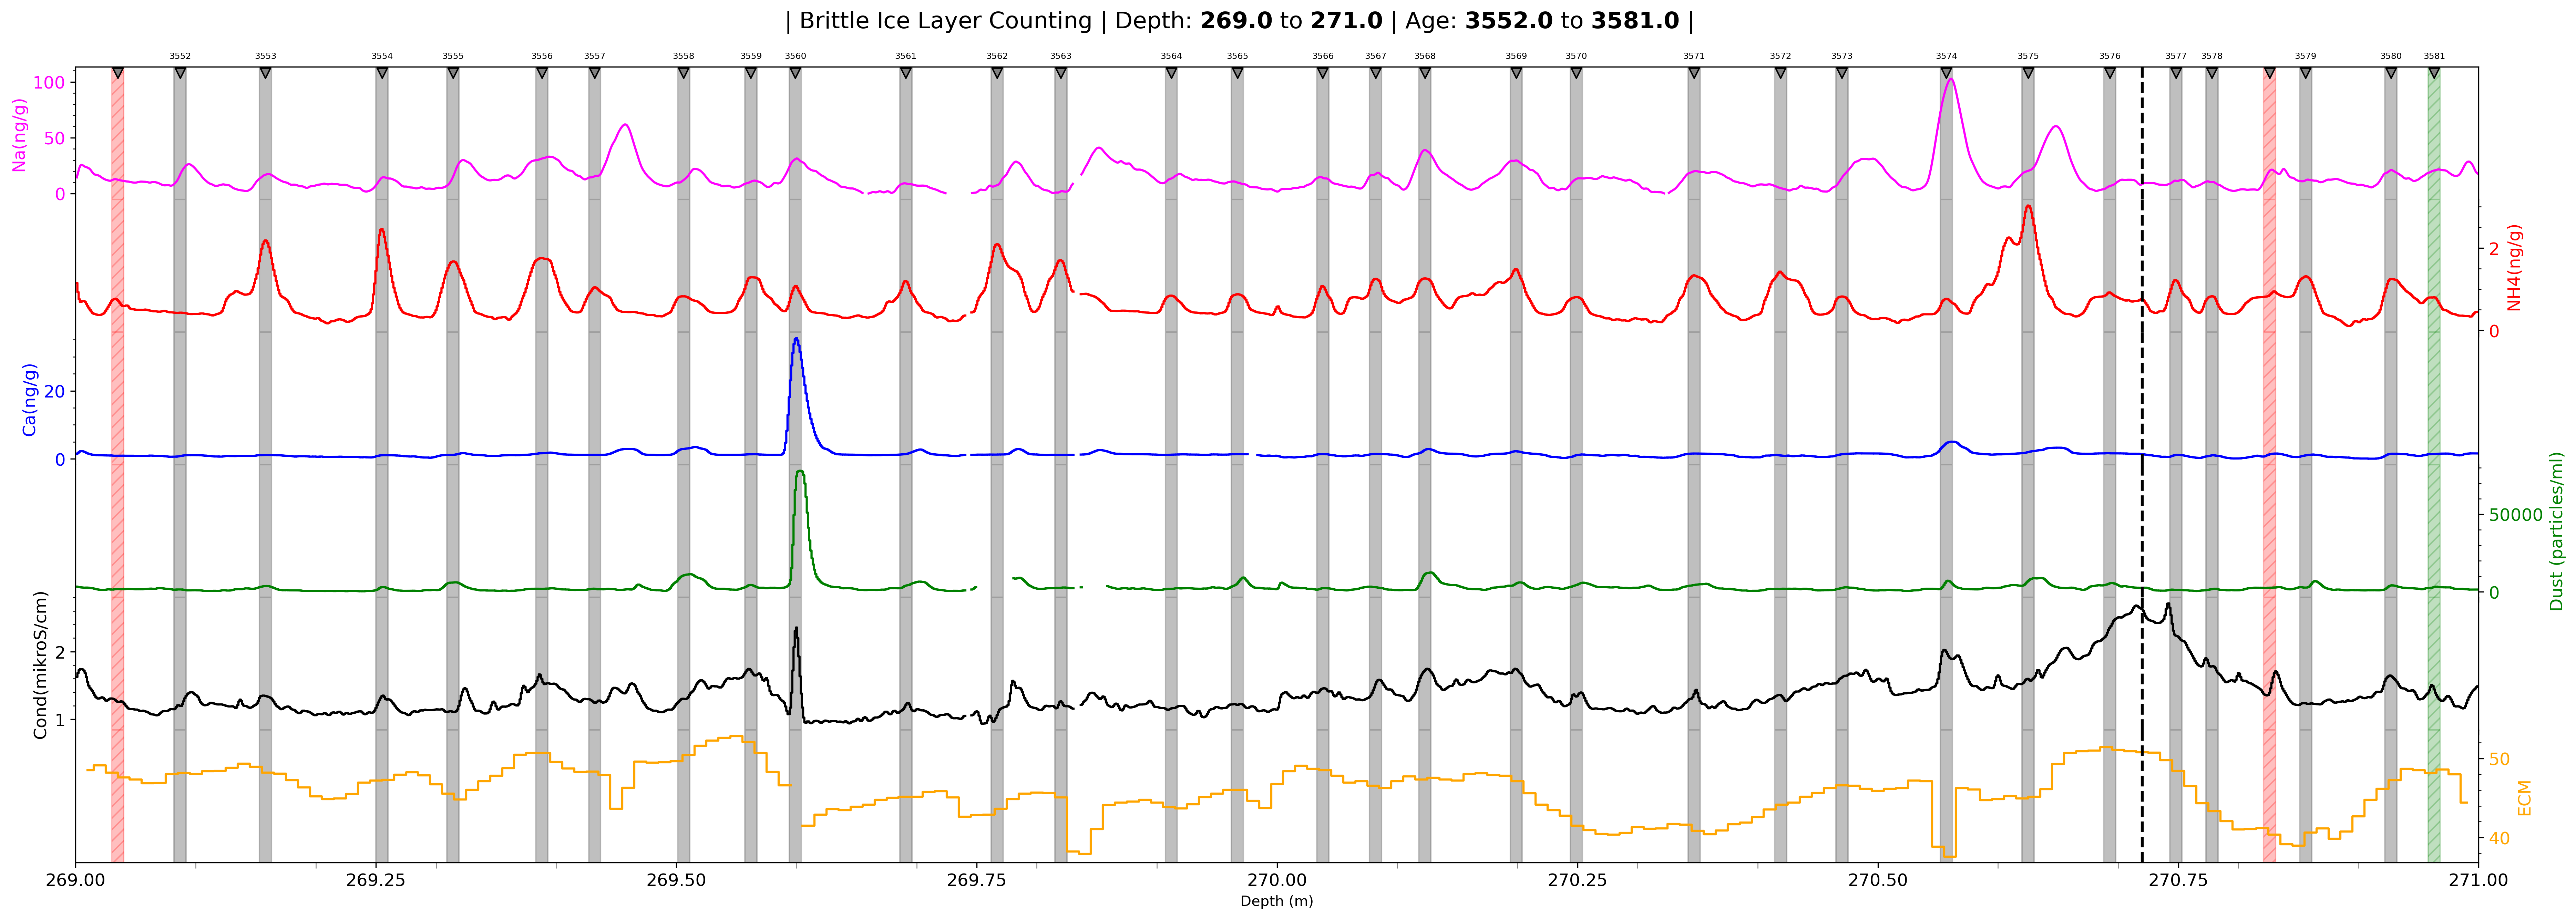 | Brittle Ice Layer Counting | Depth: 269.0 to 271.0 | Age: 3552.0 to 3581.0 |
3552 3553 3554 3555 3556 3557 3558 3559 3560 3561 3562 3563 3564 3565 3566 3567 3568 3569 3570 3571 3572 3573 3574 3575 3576 3577 3578 3579 3580 3581
Na(ng/g)
100
50
0
NH4(ng/g)
2
0
Ca(ng/g)
20
0
Dust (particles/ml)
50000
0
Cond(mikroS/cm)
2
1
ECM
50
40
269.00 269.25 269.50 269.75 270.00 270.25 270.50 270.75 271.00
Depth (m)